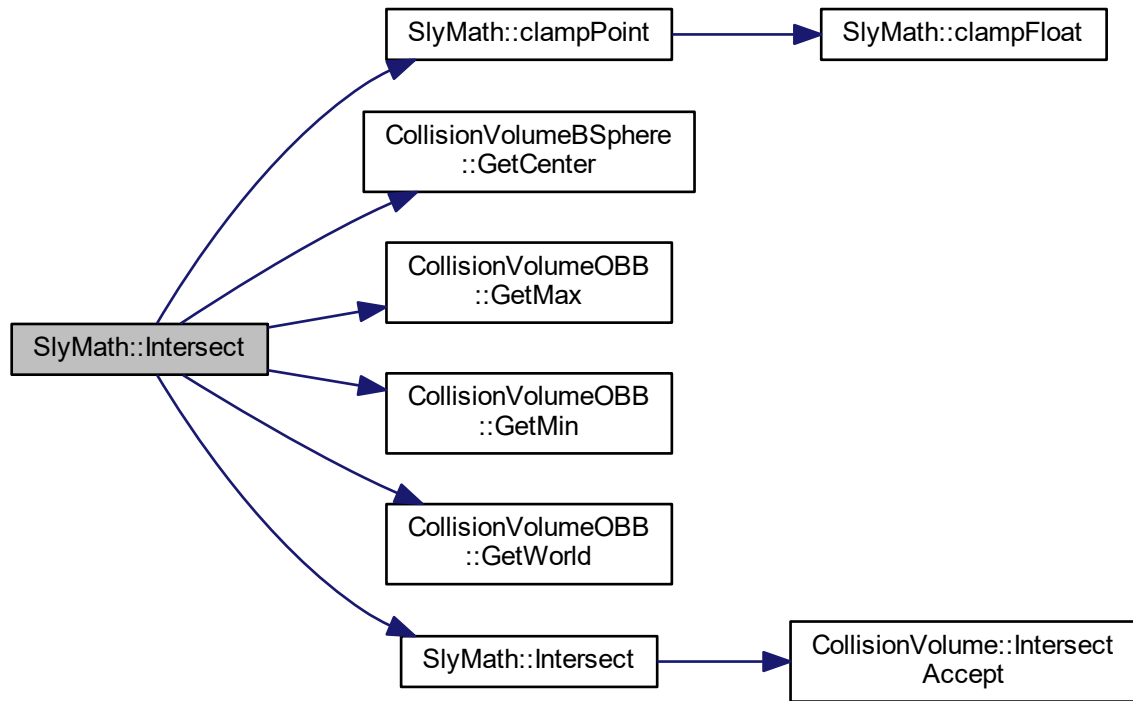 SlyMath::clampPoint
SlyMath::clampFloat
CollisionVolumeBSphere
::GetCenter
CollisionVolumeOBB
::GetMax
SlyMath::Intersect
CollisionVolumeOBB
::GetMin
CollisionVolumeOBB
::GetWorld
SlyMath::Intersect
CollisionVolume::Intersect
Accept